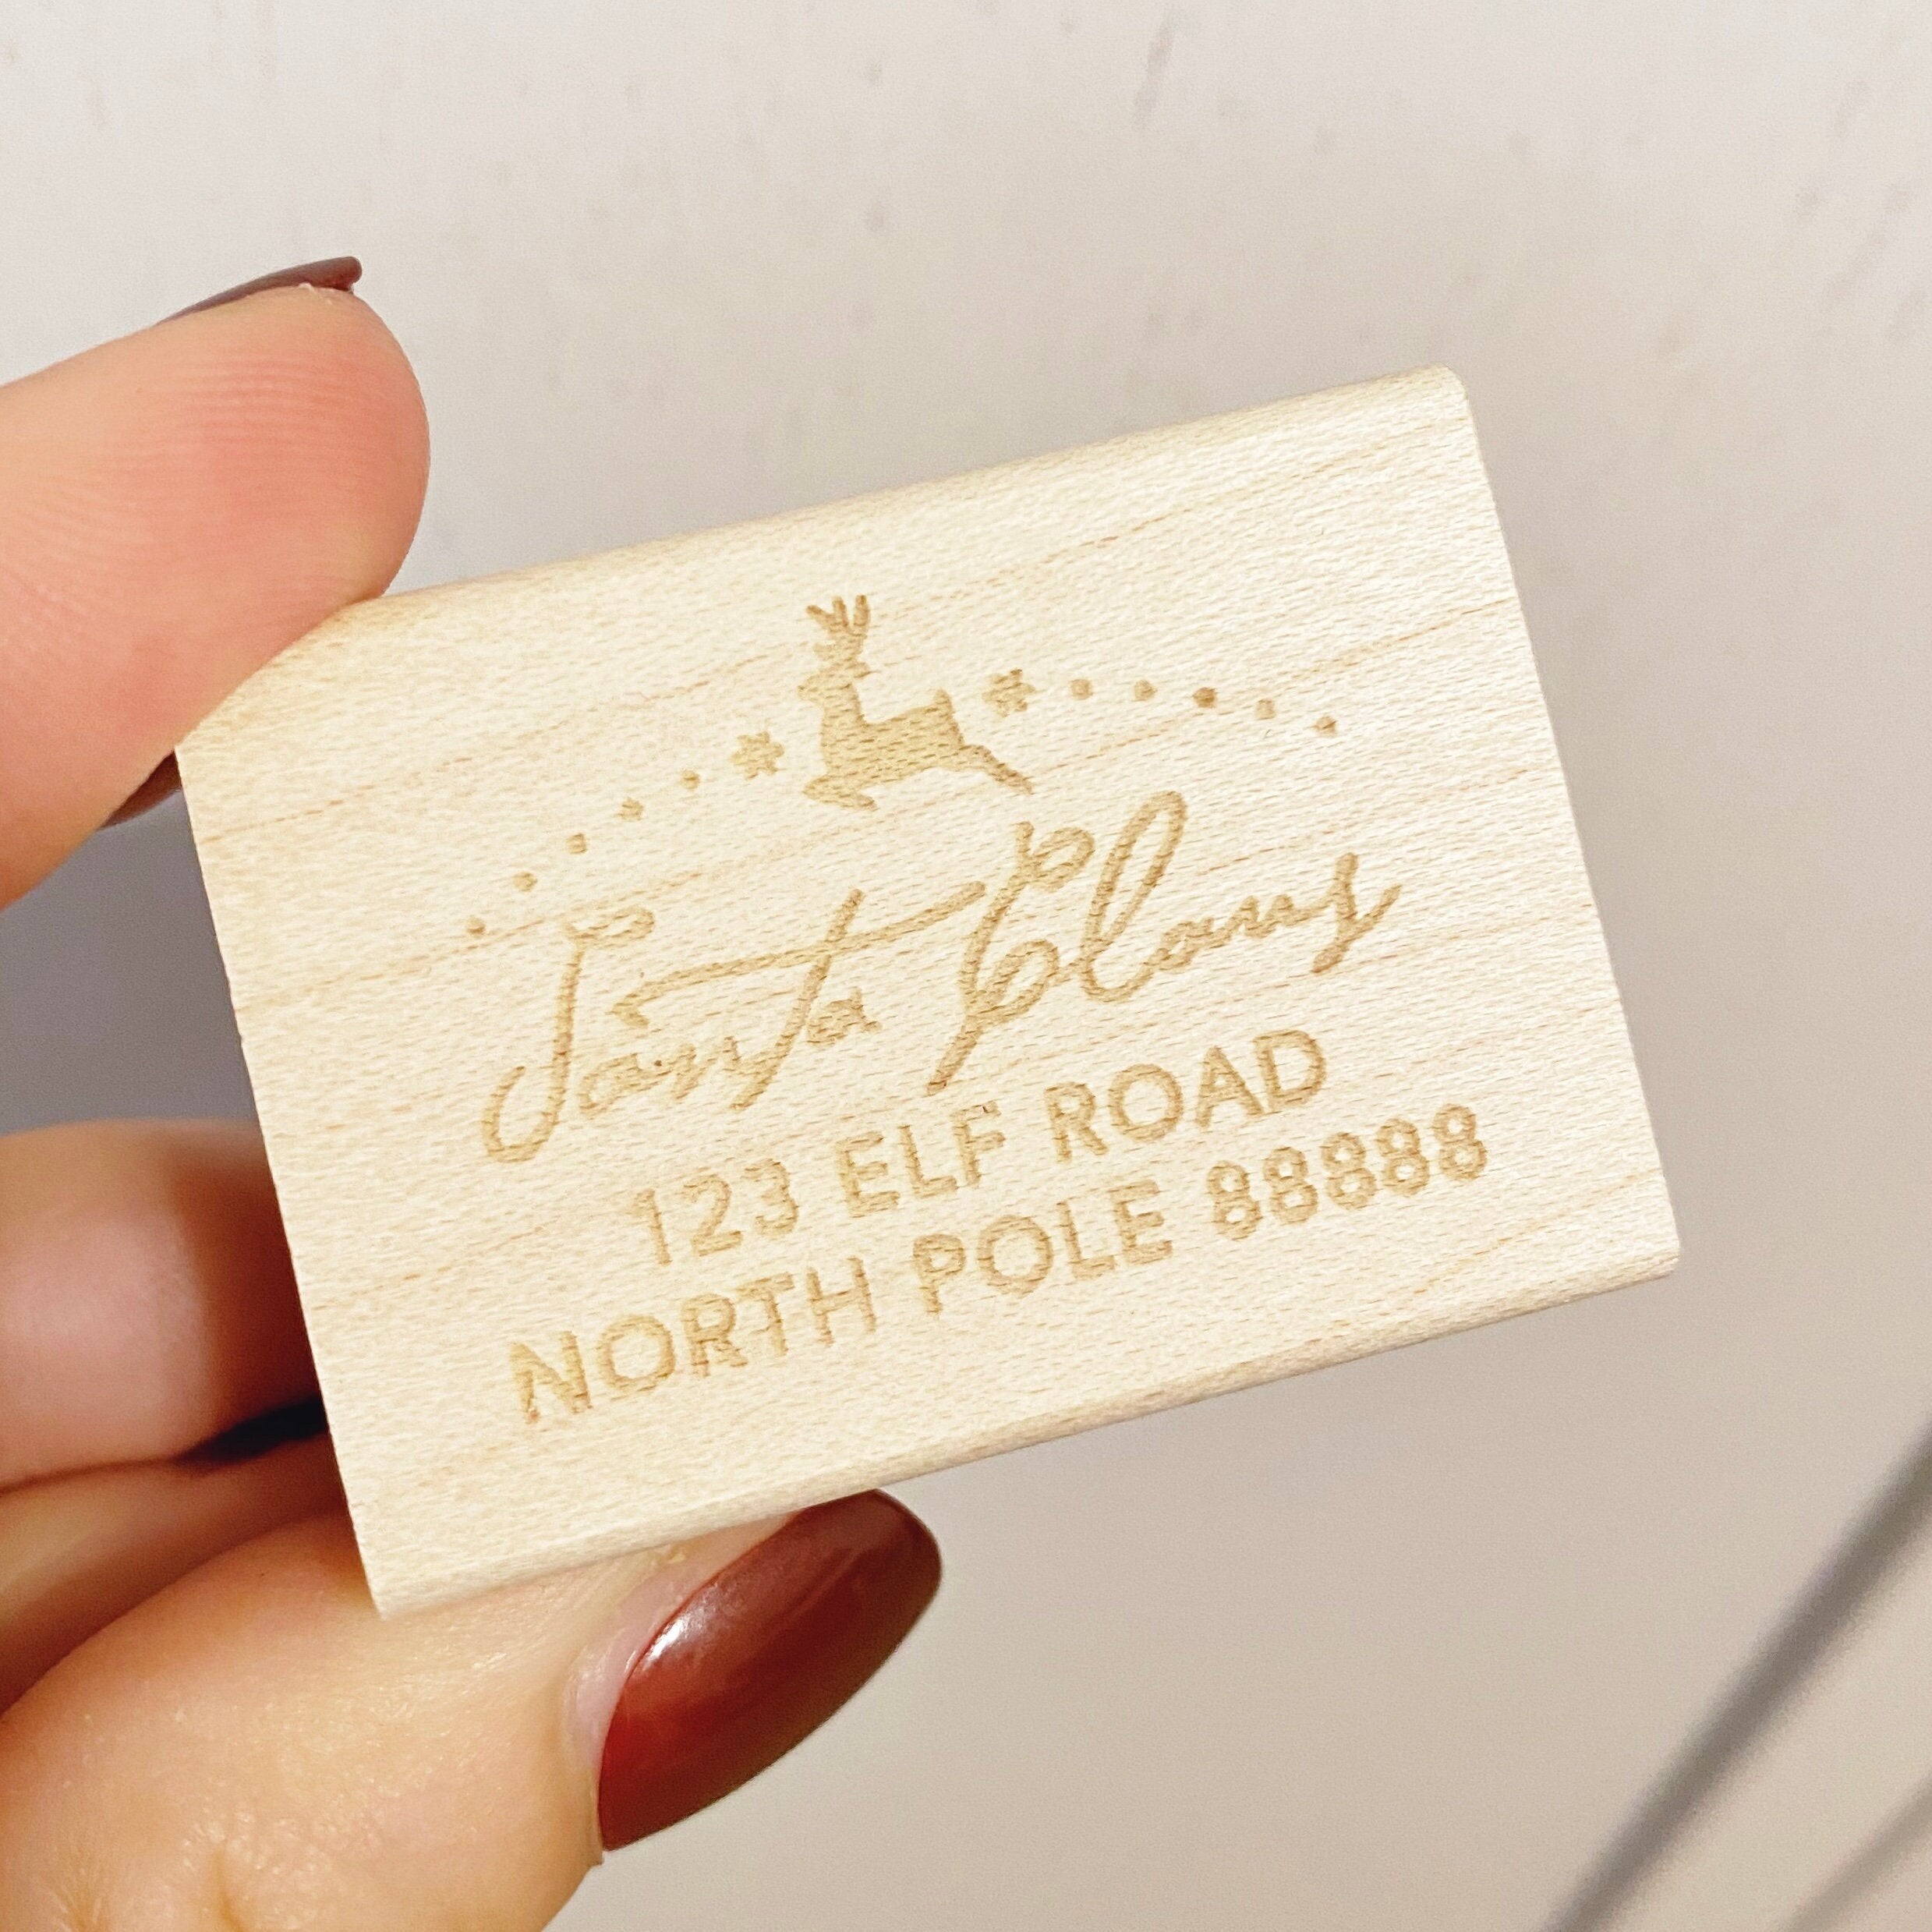 Santa Claus
123 ELF ROAD
NORTH POLE 88888